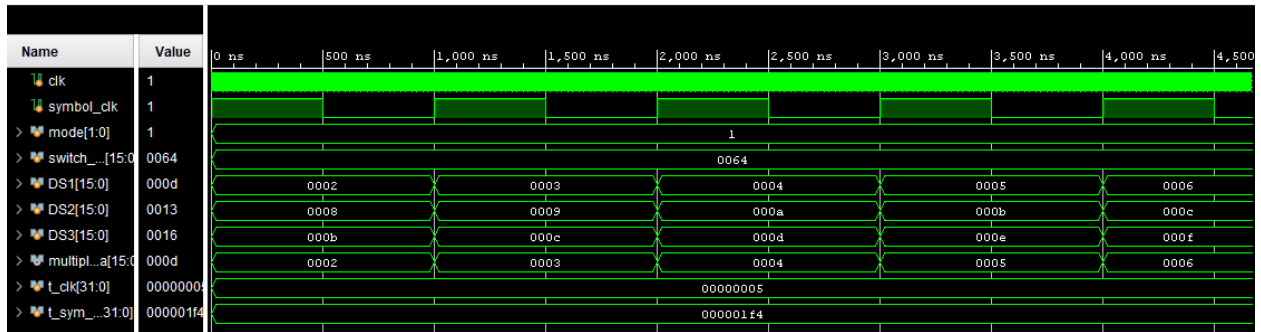 Name Value 0 ns 500 ns 1,000 ns 1,500 ns 2,000 ns 2,500 ns 3,000 ns 3,500 ns 4,000 ns 4,500
clk 1
symbol_clk 1
mode[1:0] 1 1
switch_...[15:0 0064 0064
DS1[15:0] 000d 0002 0003 0004 0005 0006
DS2[15:0] 0013 0008 0009 000a 000b 000c
DS3[15:0] 0016 000b 000c 000d 000e 000f
multipl...a[15:0 000d 0002 0003 0004 0005 0006
t_clk[31:0] 00000005 00000005
t_sym_...31:0] 000001f4 000001f4